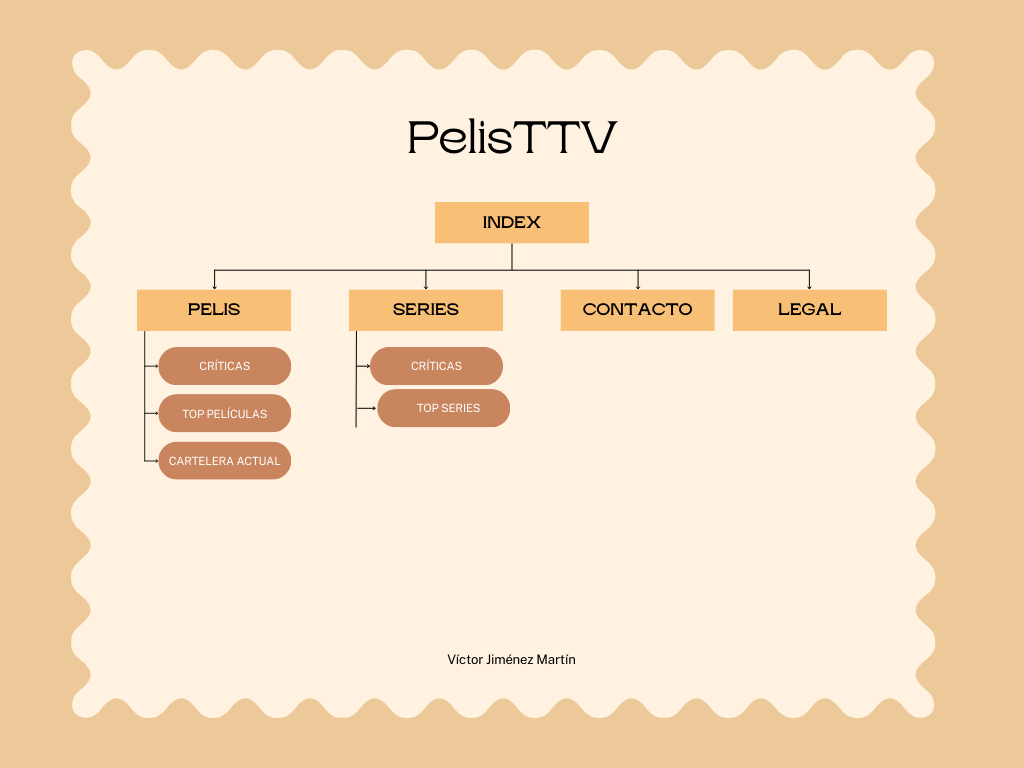 PelisTTV
INDEX
PELIS
SERIES
CONTACTO
LEGAL
CRÍTICAS
TOP PELÍCULAS
CARTELERA ACTUAL
CRÍTICAS
TOP SERIES
Víctor Jiménez Martín